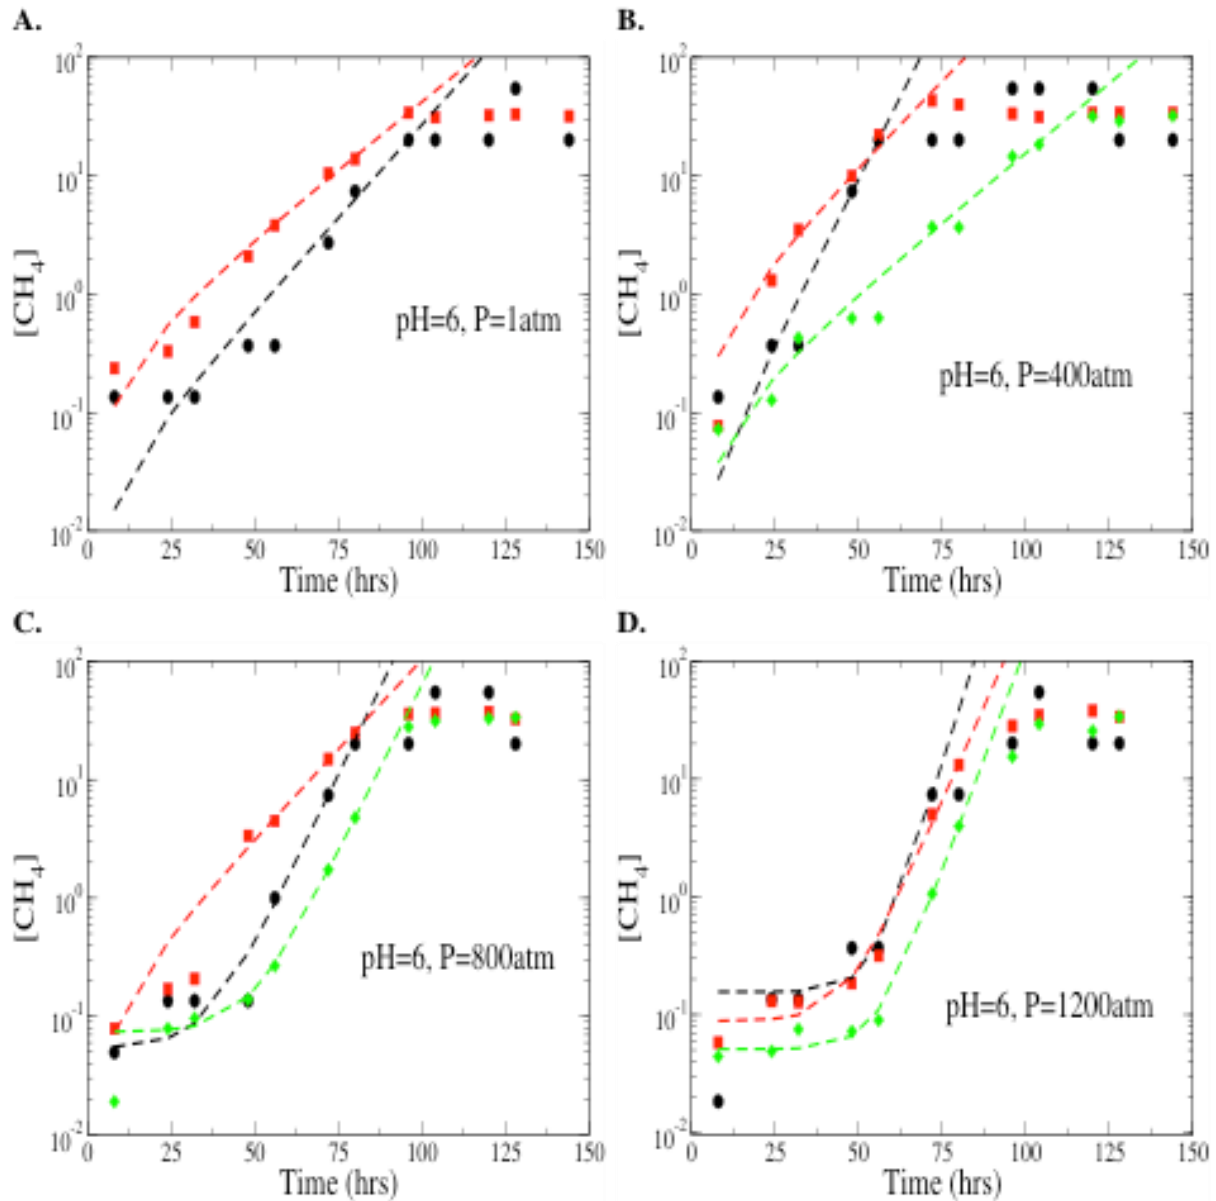 A.
10^2
10^1
10^0
10^-1
10^-2
[CH_4]
pH=6, P=1atm
0 25 50 75 100 125 150
Time (hrs)
B.
10^2
10^1
10^0
10^-1
10^-2
[CH_4]
pH=6, P=400atm
0 25 50 75 100 125 150
Time (hrs)
C.
10^2
10^1
10^0
10^-1
10^-2
[CH_4]
pH=6, P=800atm
0 25 50 75 100 125 150
Time (hrs)
D.
10^2
10^1
10^0
10^-1
10^-2
[CH_4]
pH=6, P=1200atm
0 25 50 75 100 125 150
Time (hrs)